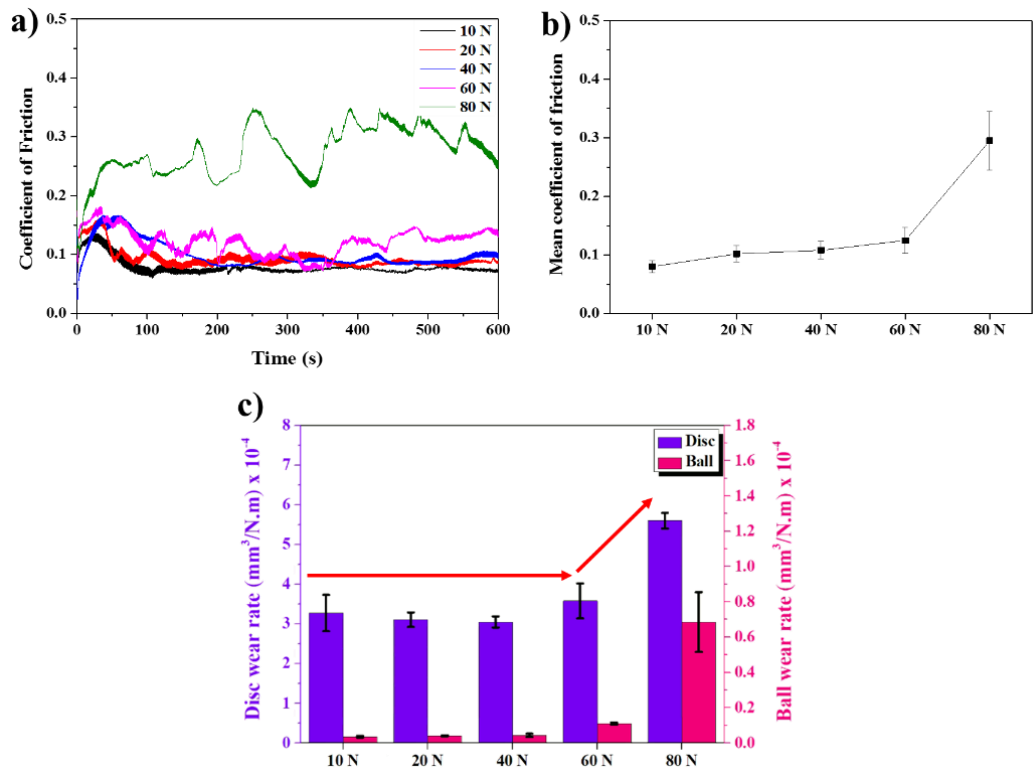 a)
Coefficient of Friction
0.5
0.4
0.3
0.2
0.1
0.0
0 100 200 300 400 500 600
Time (s)
10 N
20 N
40 N
60 N
80 N
b)
Mean coefficient of friction
0.5
0.4
0.3
0.2
0.1
0.0
10 N 20 N 40 N 60 N 80 N
c)
Disc wear rate (mm³/N.m) x 10⁻⁴
8
7
6
5
4
3
2
1
0
10 N 20 N 40 N 60 N 80 N
Disc
Ball
1.8
1.6
1.4
1.2
1.0
0.8
0.6
0.4
0.2
0.0
Ball wear rate (mm³/N.m) x 10⁻⁴